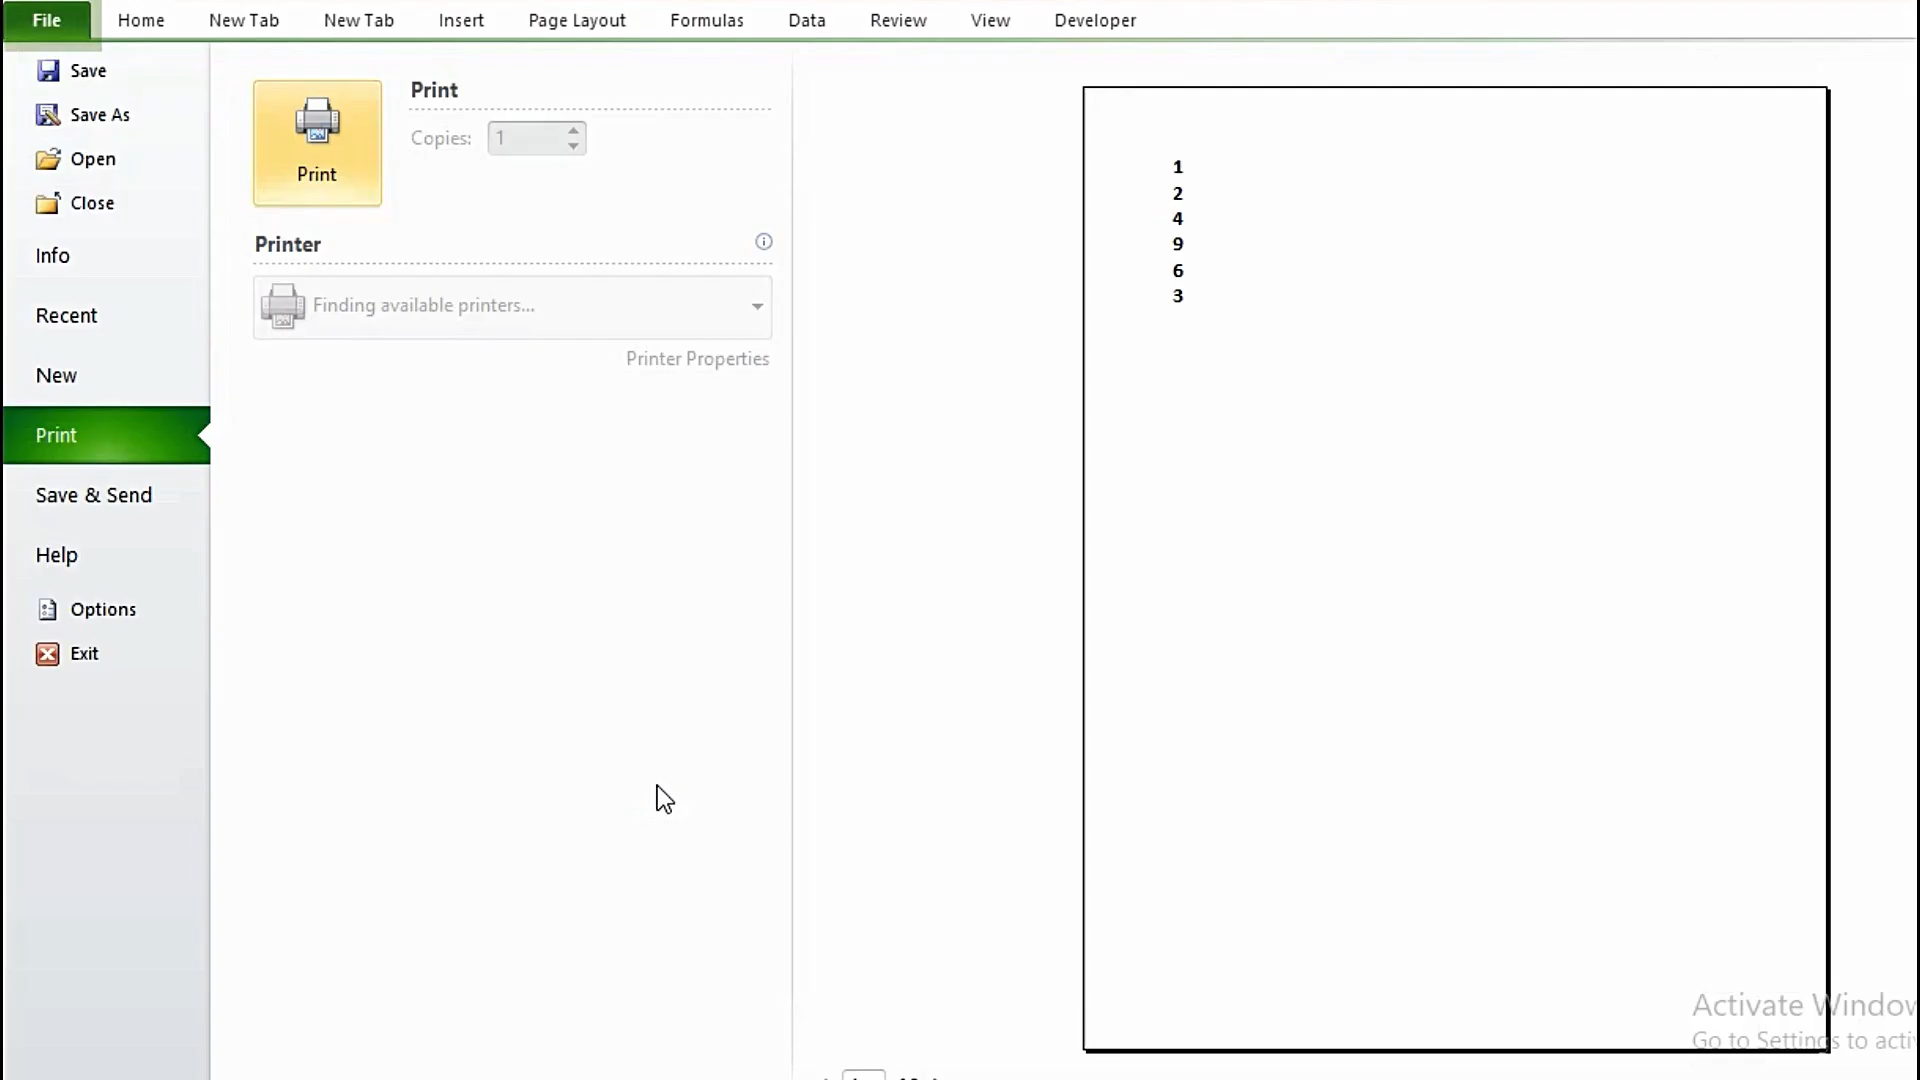 File Home New Tab New Tab Insert Page Layout Formulas Data Review View Developer
Save
Save As
Open
Close
Info
Recent
New
Print
Save & Send
Help
Options
Exit
Print
Print
Copies: 1
Printer
Finding available printers...
Printer Properties
1
2
4
9
6
3
Activate Window
Go to Settings to acti